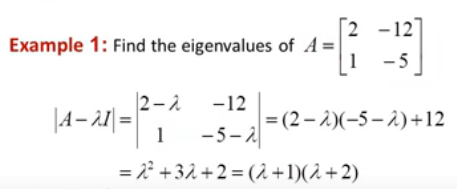 Example 1: Find the eigenvalues of A = [2 -12
1 -5]
|A-λI| = |2-λ -12
1 -5-λ| = (2-λ)(-5-λ)+12
= λ² + 3λ + 2 = (λ+1)(λ+2)